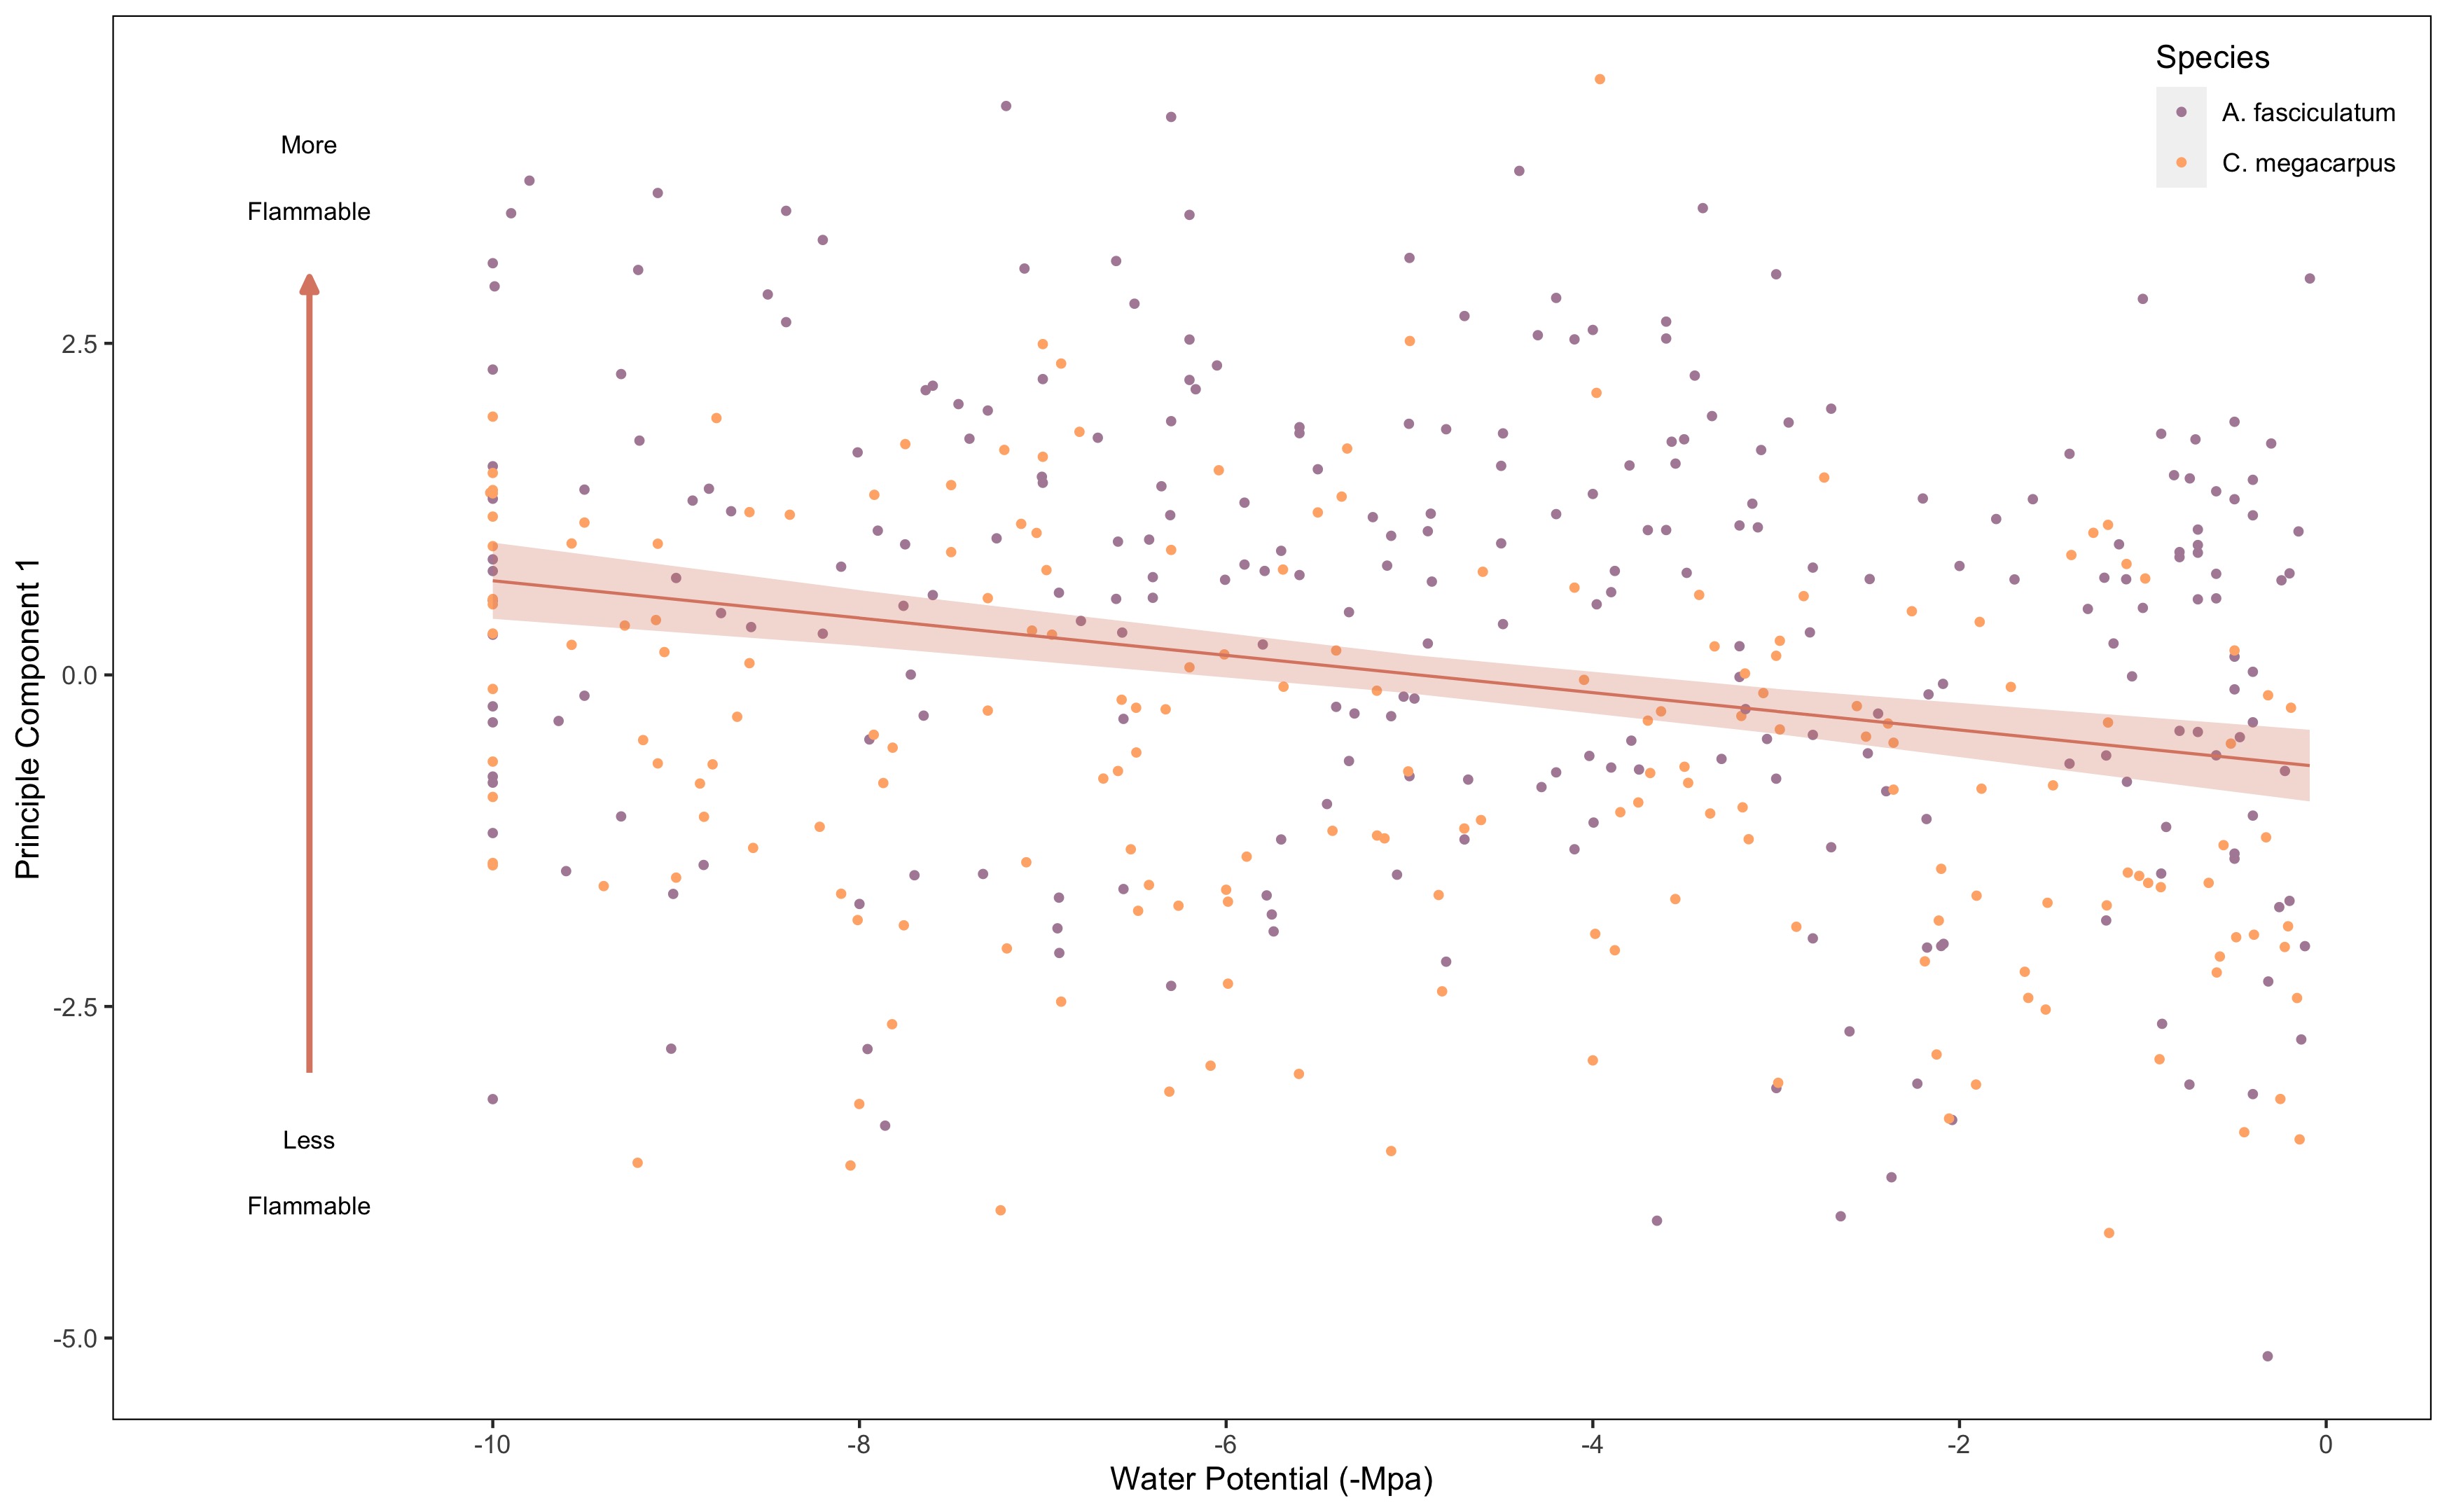 Species
A. fasciculatum
C. megacarpus
More
Flammable
Less
Flammable
2.5
0.0
-2.5
-5.0
Principle Component 1
-10
-8
-6
-4
-2
0
Water Potential (-Mpa)